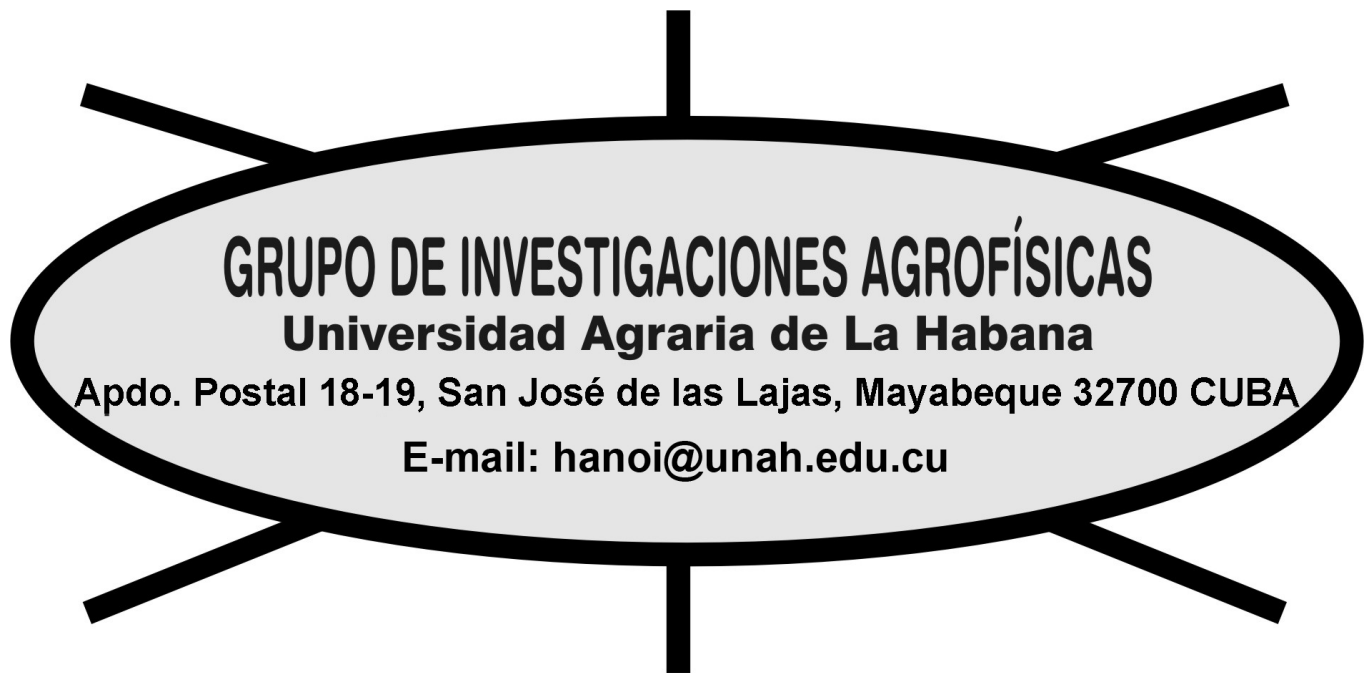 GRUPO DE INVESTIGACIONES AGROFÍSICAS
Universidad Agraria de La Habana
Apdo. Postal 18-19, San José de las Lajas, Mayabeque 32700 CUBA
E-mail: hanoi@unah.edu.cu